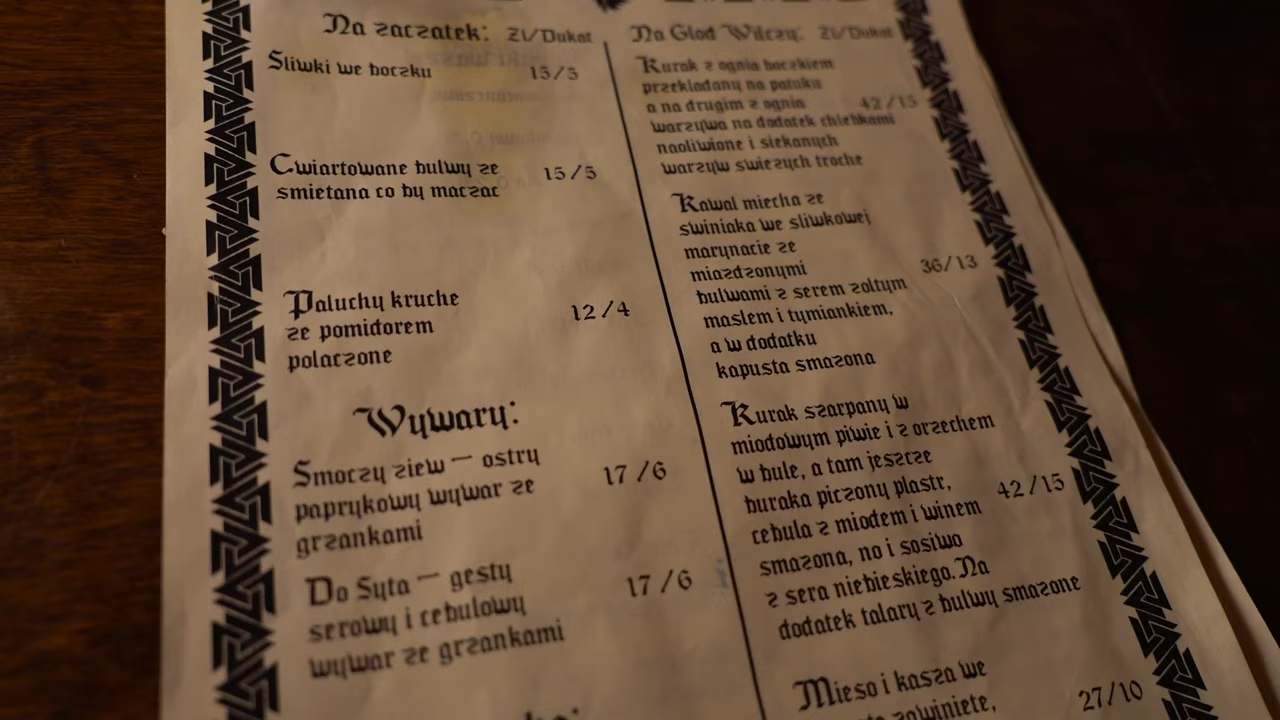 Na zaczatek: Zl/Dukat
Sliwki we boczku 15/5
Cwiartowane bulwy ze 15/5
smietana co by maczac
Paluchy kruche 12/4
ze pomidorem
polaczone
Wywary:
Smoczy ziew – ostry 17/6
paprykowy wywar ze
grzankami
Do Syta – gesty 17/6
serowy i cebulowy
wywar ze grzankami
Na Glod Wilczy: Zl/Dukat
Kurak z ognia boczkiem
przekladany na patyku
a na drugim z ognia 42/15
warzywa na dodatek chlebkami
naoliwione i siekanych
warzyw swiezych troche
Kawal miecha ze
swiniaka we sliwkowej
marynacie ze
miazdzonymi 36/13
bulwami z serem zoltym
maslem i tymiankiem,
a w dodatku
kapusta smazona
Kurak szarpany w
miodowym piwie i z orzechem
w bule, a tam jeszcze
buraka piczony plastr, 42/15
cebula z miodem i winem
smazona, no i sosiwo
z sera niebieskiego. Na
dodatek talary z bulwy smazone
Mieso i kasza we 27/10
zawiniete,